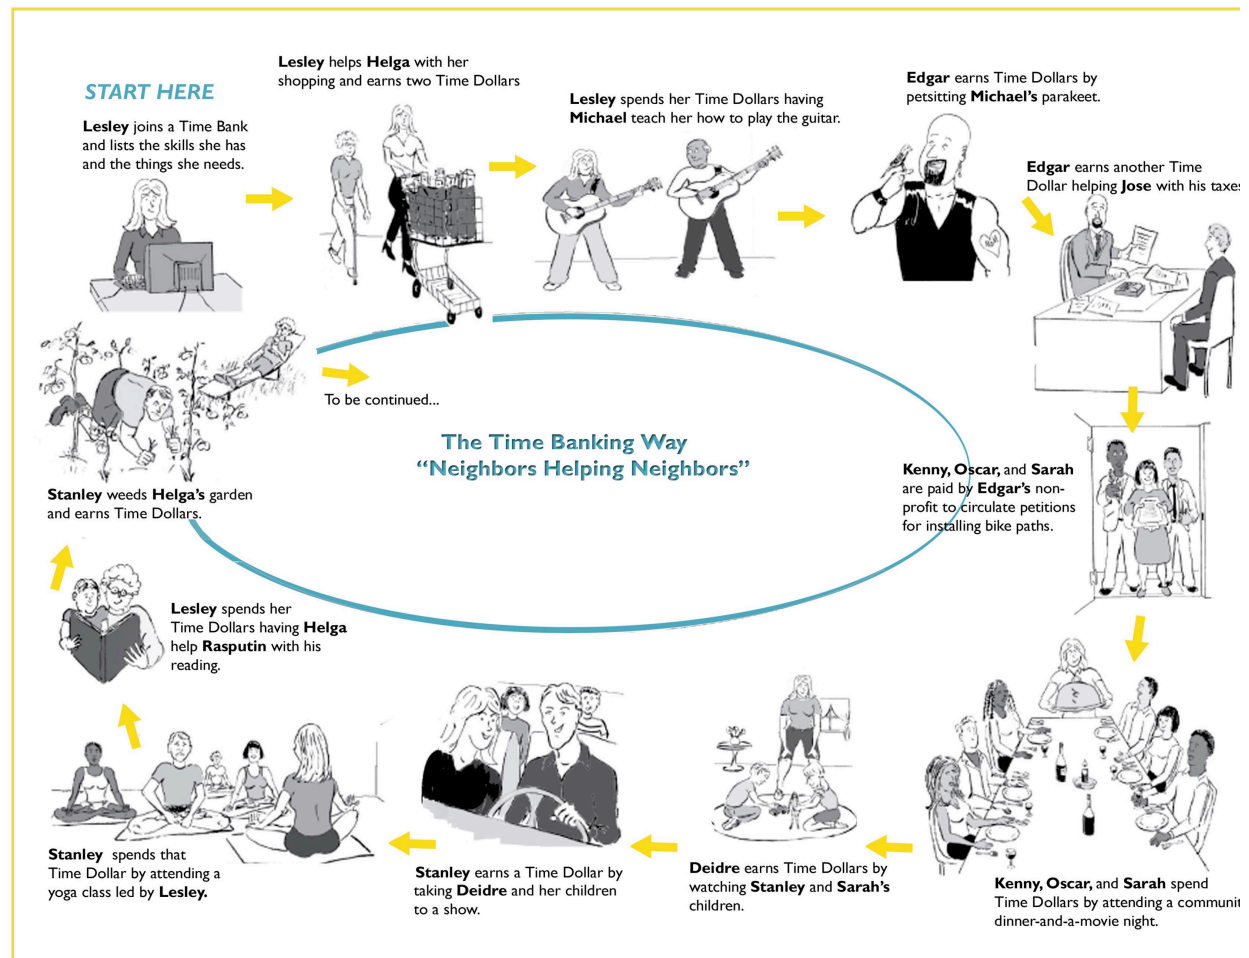 START HERE
Lesley joins a Time Bank
and lists the skills she has
and the things she needs.
Lesley helps Helga with her
shopping and earns two Time Dollars
Lesley spends her Time Dollars having
Michael teach her how to play the guitar.
Edgar earns Time Dollars by
petsitting Michael's parakeet.
Edgar earns another Time
Dollar helping Jose with his taxes
Kenny, Oscar, and Sarah
are paid by Edgar's non-
profit to circulate petitions
for installing bike paths.
Kenny, Oscar, and Sarah spend
Time Dollars by attending a communit
dinner-and-a-movie night.
Deidre earns Time Dollars by
watching Stanley and Sarah's
children.
Stanley earns a Time Dollar by
taking Deidre and her children
to a show.
Stanley spends that
Time Dollar by attending a
yoga class led by Lesley.
Lesley spends her
Time Dollars having Helga
help Rasputin with his
reading.
Stanley weeds Helga's garden
and earns Time Dollars.
To be continued...
The Time Banking Way
“Neighbors Helping Neighbors”